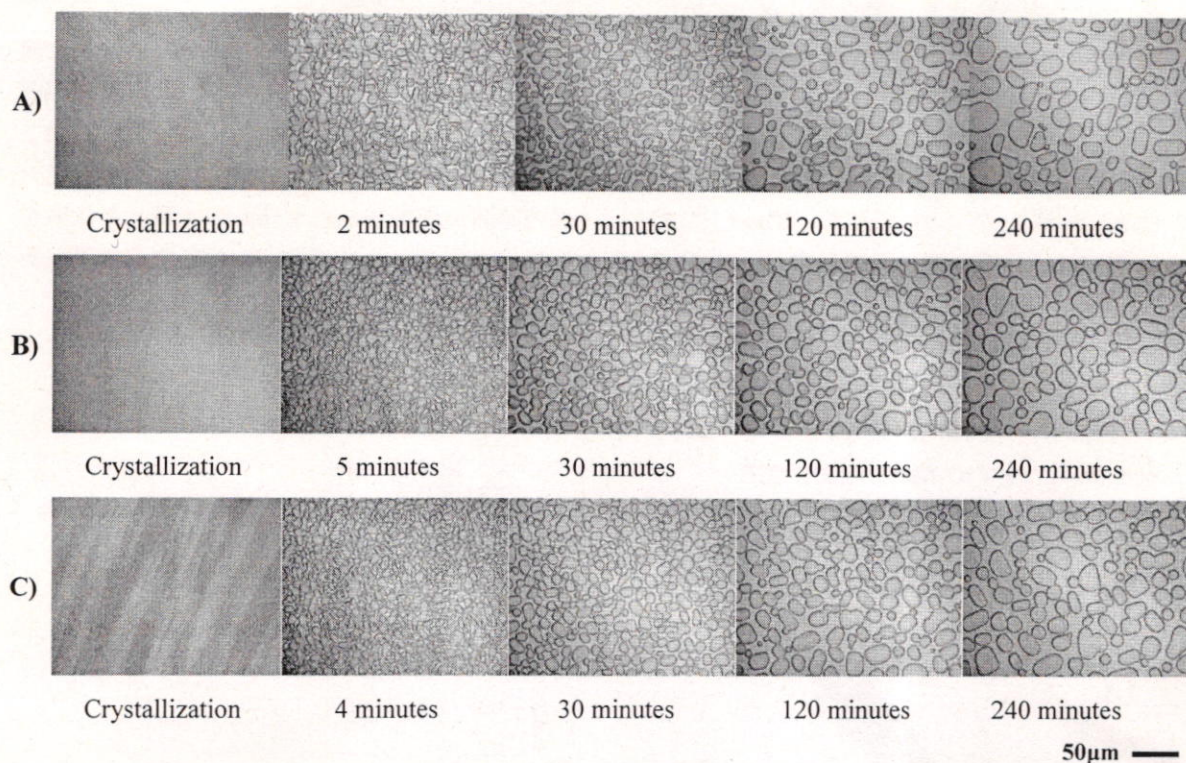 A)
Crystallization 2 minutes 30 minutes 120 minutes 240 minutes
B)
Crystallization 5 minutes 30 minutes 120 minutes 240 minutes
C)
Crystallization 4 minutes 30 minutes 120 minutes 240 minutes
50µm